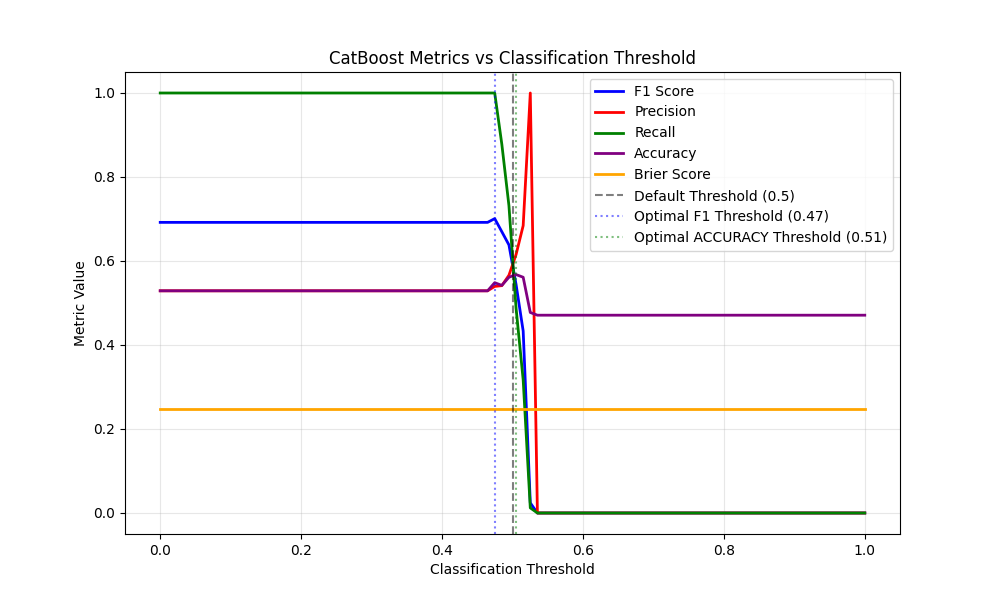 CatBoost Metrics vs Classification Threshold
Metric Value
1.0
0.8
0.6
0.4
0.2
0.0
F1 Score
Precision
Recall
Accuracy
Brier Score
Default Threshold (0.5)
Optimal F1 Threshold (0.47)
Optimal ACCURACY Threshold (0.51)
0.0 0.2 0.4 0.6 0.8 1.0
Classification Threshold